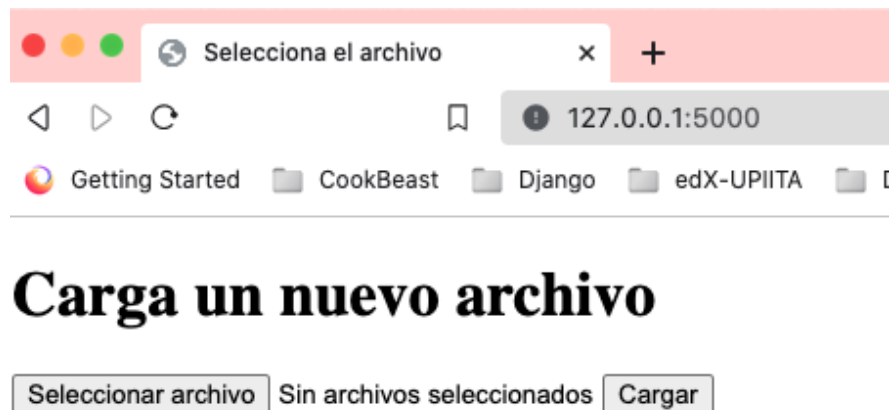 Selecciona el archivo
127.0.0.1:5000
Getting Started CookBeast Django edX-UPIITA
Carga un nuevo archivo
Seleccionar archivo Sin archivos seleccionados Cargar